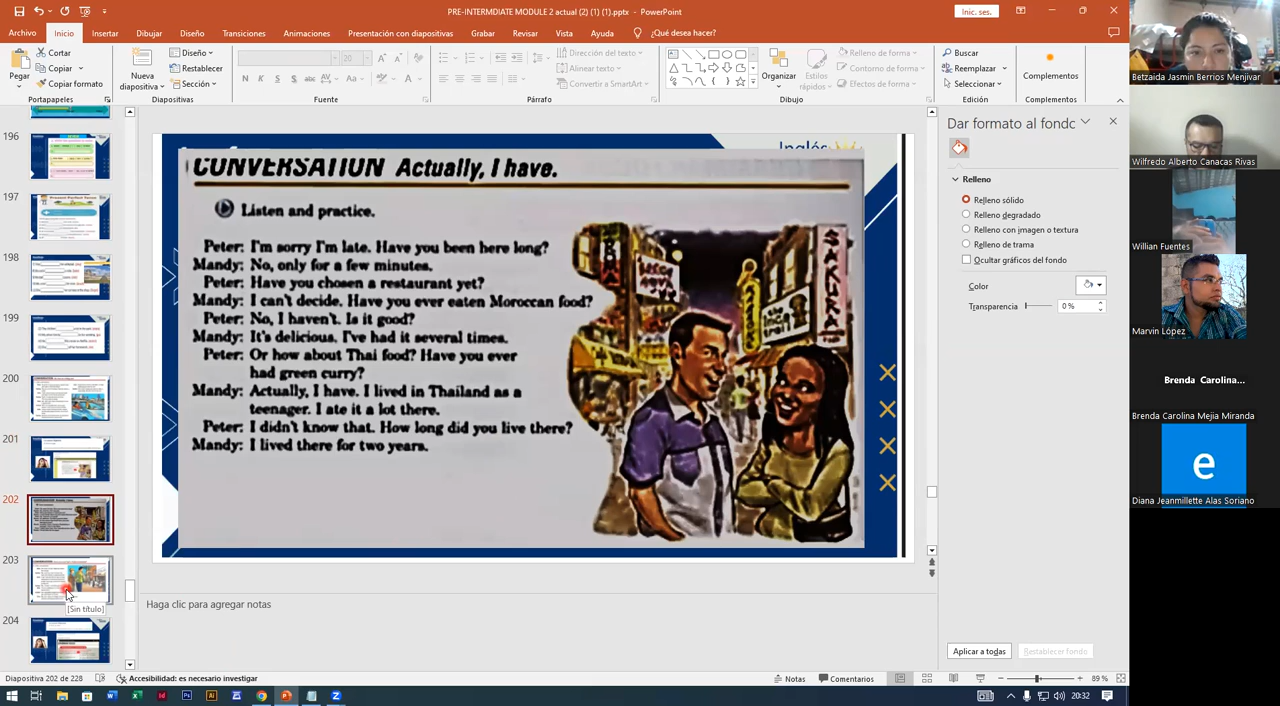 PRE-INTERMDIATE MODULE 2 actual (2) (1) (1).pptx - PowerPoint
Inic. ses.
Archivo Inicio Insertar Dibujar Diseño Transiciones Animaciones Presentación con diapositivas Grabar Revisar Vista Ayuda ¿Qué desea hacer?
Pegar
Cortar
Copiar
Copiar formato
Portapapeles
Nueva diapositiva
Diseño
Restablecer
Sección
Diapositivas
20
N K S S abc AV Aa A
Fuente
Dirección del texto
Alinear texto
Convertir a SmartArt
Párrafo
Organizar
Estilos rápidos
Relleno de forma
Contorno de forma
Efectos de forma
Dibujo
Buscar
Reemplazar
Seleccionar
Edición
Complementos
Complementos
196
197
198
199
200
201
202
203
[Sin título]
204
Inglés
CONVERSATION Actually, I have.
Listen and practice.
Peter: I'm sorry I'm late. Have you been here long?
Mandy: No, only for a few minutes.
Peter: Have you seen a restaurant yet?
Mandy: I can't decide. Have you ever eaten Moroccan food?
Peter: No, I haven't. Is it good?
Mandy: It's delicious. I've had it several times.
Peter: Or how about Thai food? Have you ever
had green curry?
Mandy: Actually, I have. I lived in Thailand as a
teenager. I ate it a lot there.
Peter: I didn't know that. How long did you live there?
Mandy: I lived there for two years.
Haga clic para agregar notas
Dar formato al fondo
Relleno
Relleno sólido
Relleno degradado
Relleno con imagen o textura
Relleno de trama
Ocultar gráficos del fondo
Color
Transparencia 0 %
Aplicar a todas
Restablecer fondo
Betzaida Jasmin Berrios Menjivar
Wilfredo Alberto Canacas Rivas
Willian Fuentes
Marvin López
Brenda Carolina...
Brenda Carolina Mejia Miranda
e
Diana Jeanmillette Alas Soriano
Diapositiva 202 de 228
Accesibilidad: es necesario investigar
Notas
Comentarios
89 %
20:32